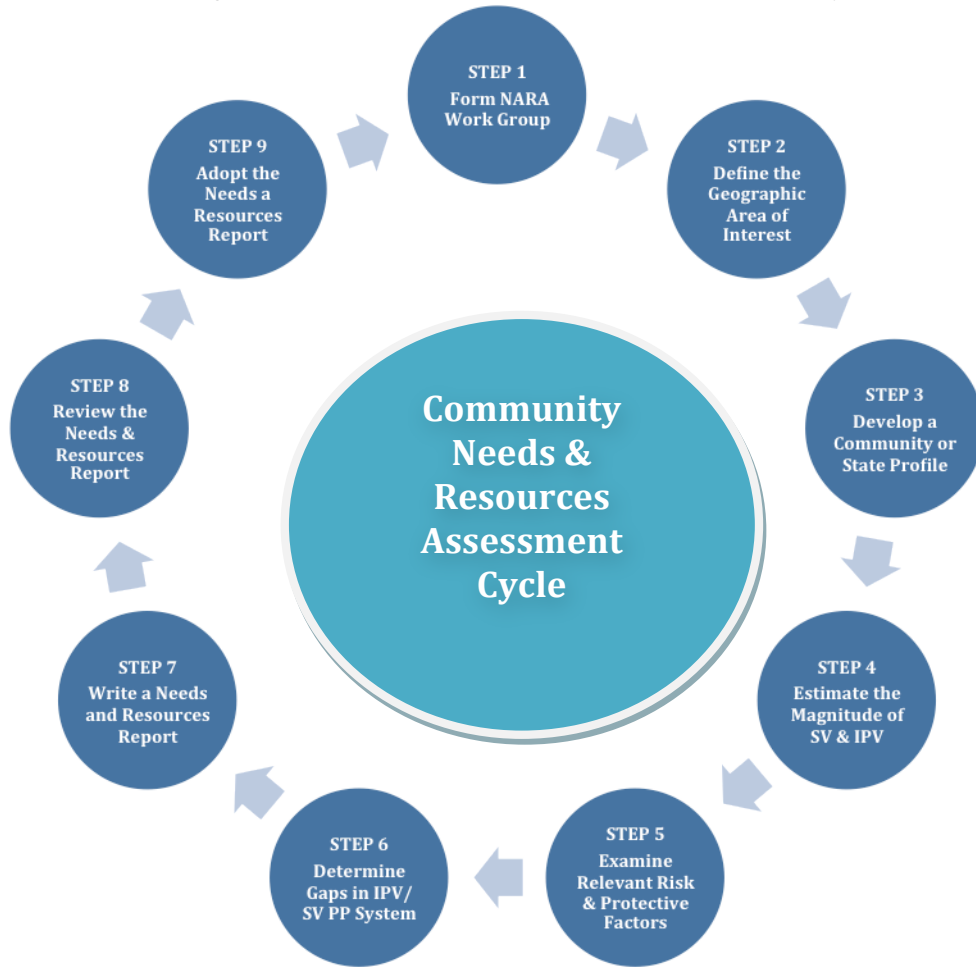 STEP 1
Form NARA
Work Group
STEP 2
Define the
Geographic
Area of
Interest
STEP 3
Develop a
Community or
State Profile
STEP 4
Estimate the
Magnitude of
SV & IPV
STEP 5
Examine
Relevant Risk
& Protective
Factors
STEP 6
Determine
Gaps in IPV/
SV PP System
STEP 7
Write a Needs
and Resources
Report
STEP 8
Review the
Needs &
Resources
Report
STEP 9
Adopt the
Needs a
Resources
Report
Community
Needs &
Resources
Assessment
Cycle